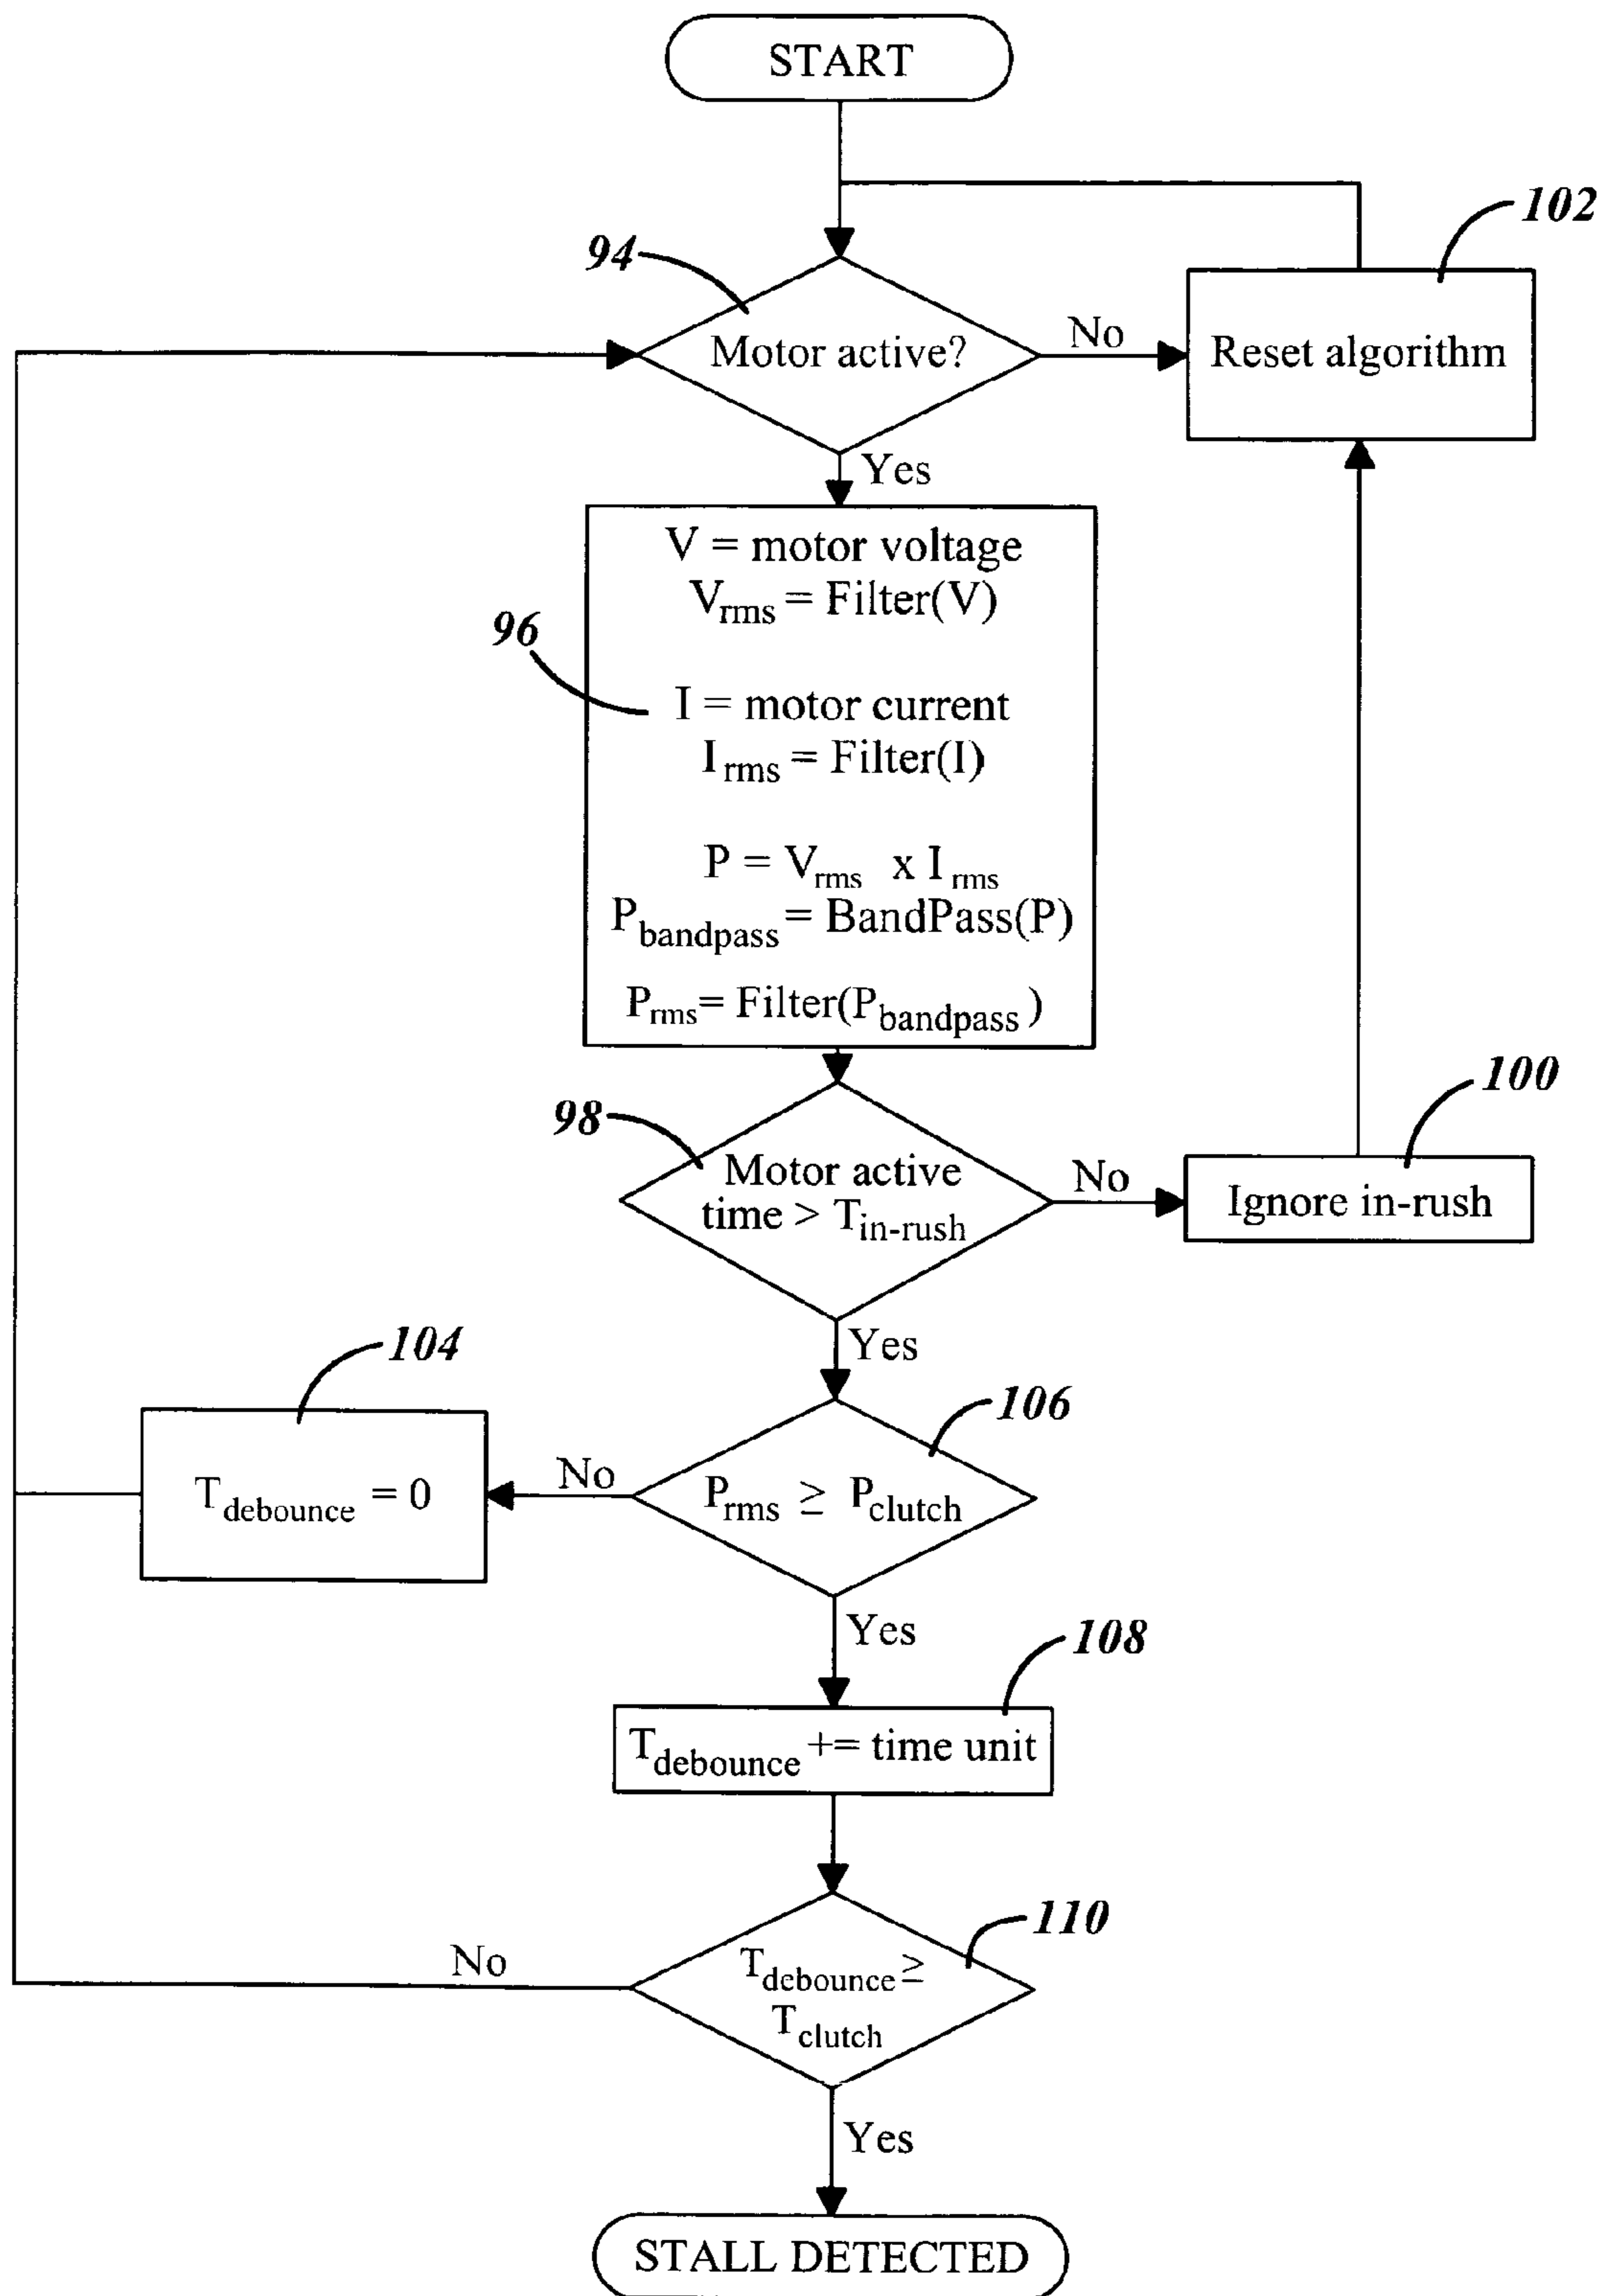 START
102
94
Motor active?
No
Reset algorithm
Yes
V = motor voltage
Vrms = Filter(V)
96
I = motor current
Irms = Filter(I)
P = Vrms x Irms
Pbandpass = BandPass(P)
Prms= Filter(Pbandpass)
98
100
Motor active
time > Tin-rush
No
Ignore in-rush
Yes
104
106
Tdebounce = 0
No
Prms ≥ Pclutch
Yes
108
Tdebounce += time unit
110
No
Tdebounce ≥
Tclutch
Yes
STALL DETECTED